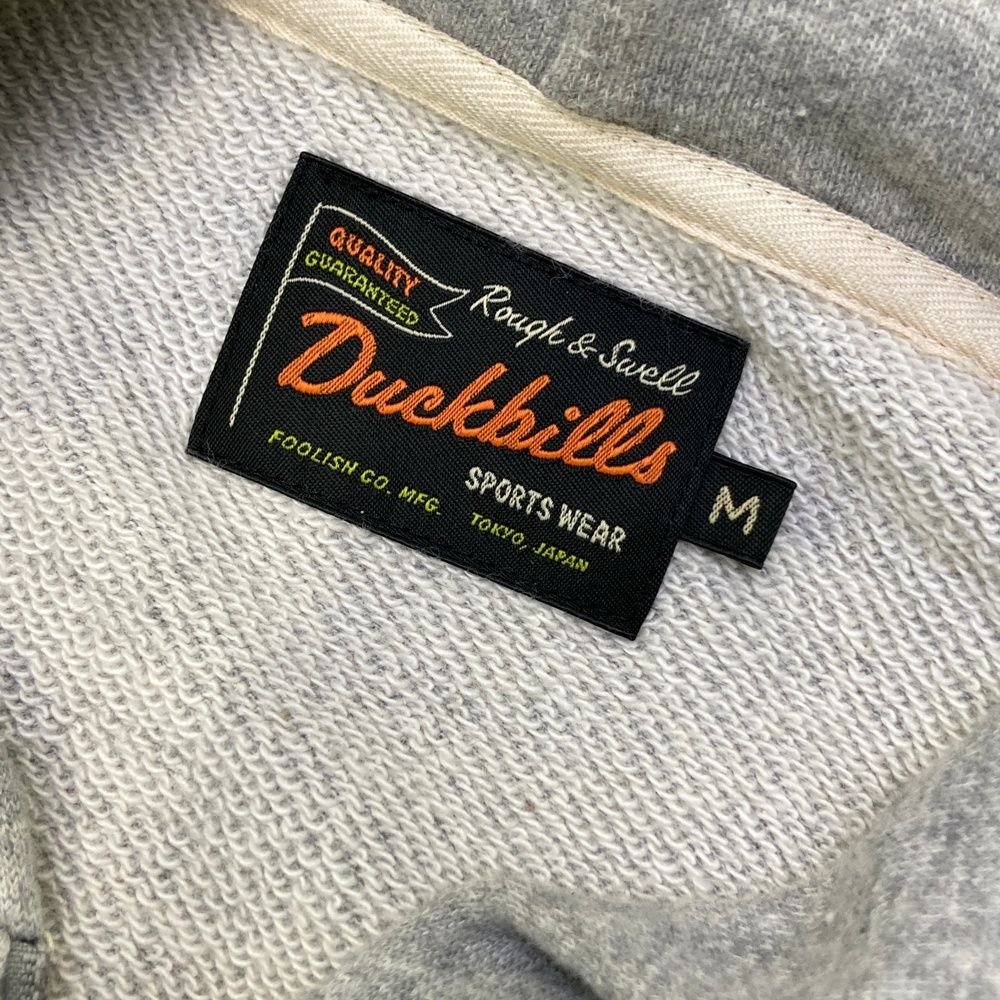 QUALITY
GUARANTEED
Rough & Swell
Duckbills
SPORTS WEAR
FOOLISH CO. MFG. TOKYO, JAPAN
M